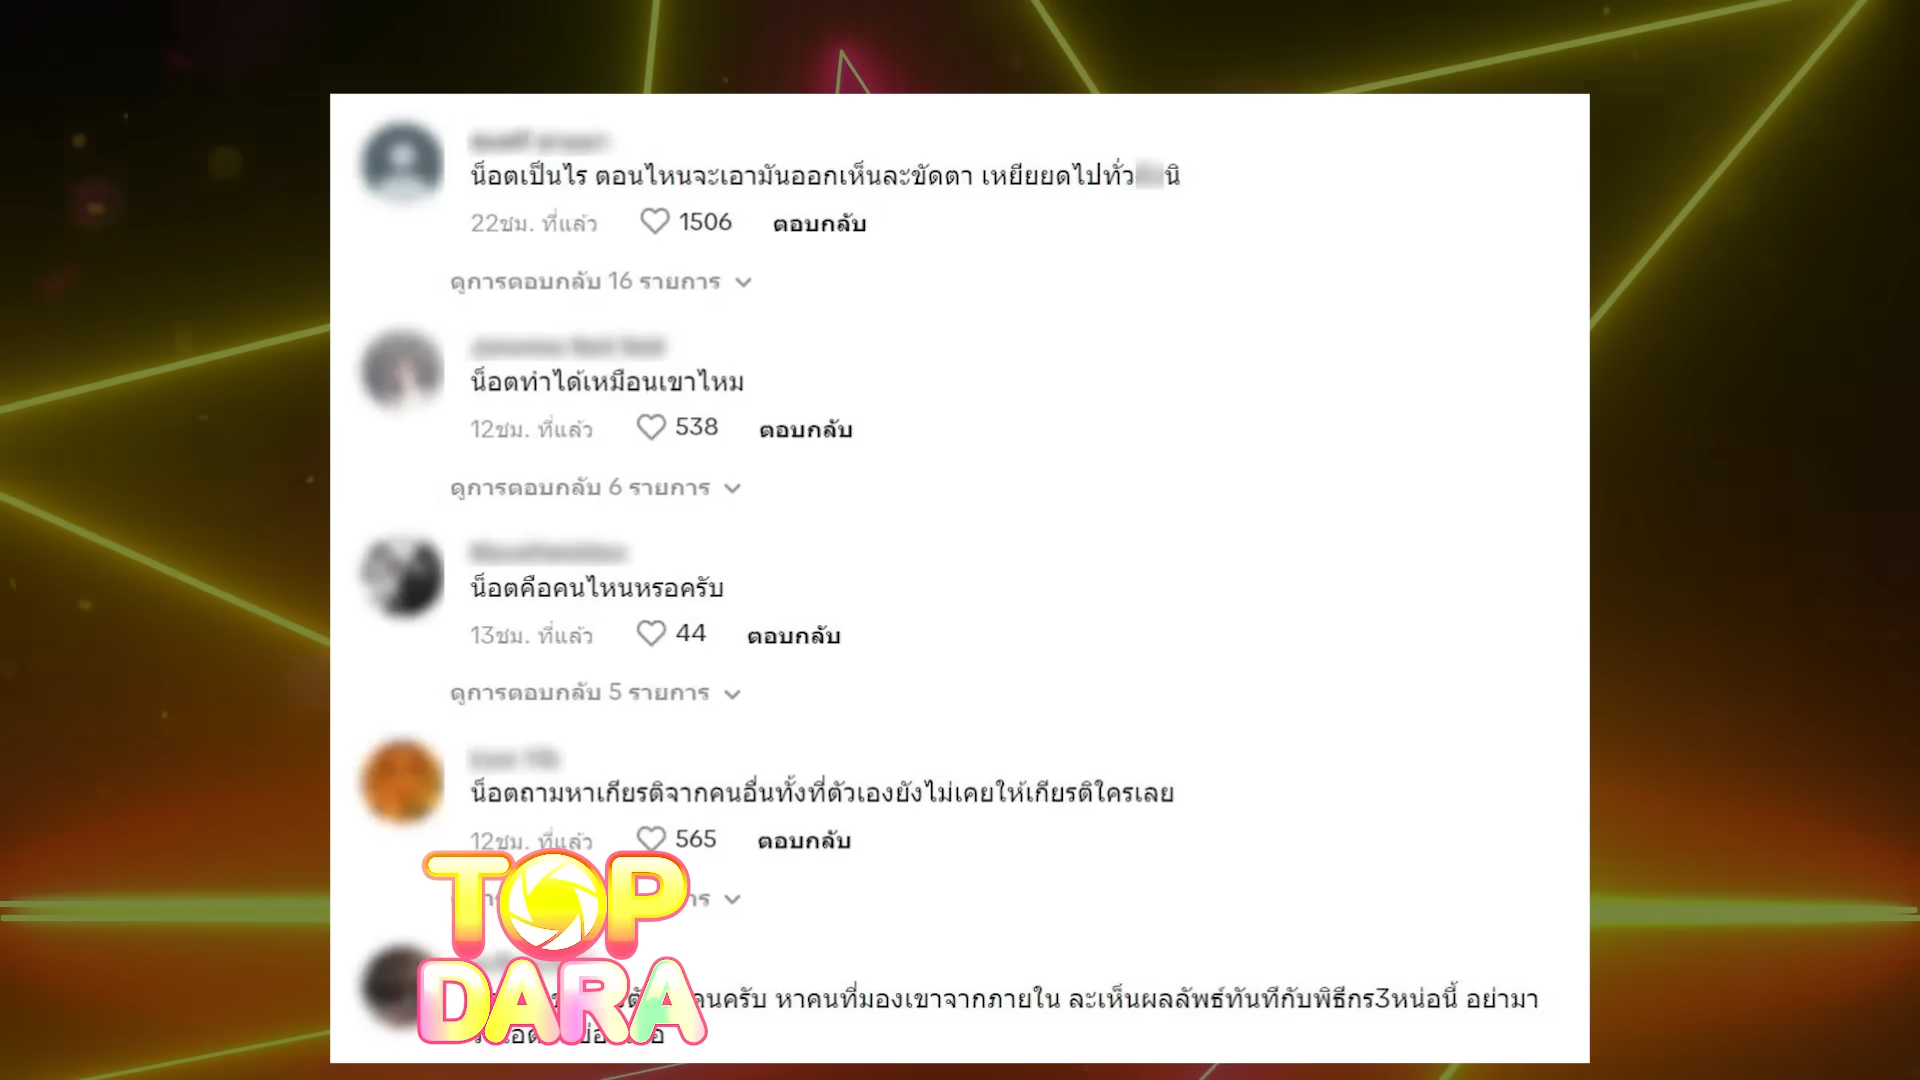 น็อตเป็นไร ตอนไหนจะเอามันออกเห็นละขัดตา เหยียยดไปทั่ว นิ
22ชม. ที่แล้ว 1506 ตอบกลับ
ดูการตอบกลับ 16 รายการ
น็อตทำได้เหมือนเขาไหม
12ชม. ที่แล้ว 538 ตอบกลับ
ดูการตอบกลับ 6 รายการ
น็อตคือคนไหนหรอครับ
13ชม. ที่แล้ว 44 ตอบกลับ
ดูการตอบกลับ 5 รายการ
น็อตถามหาเกียรติจากคนอื่นทั้งที่ตัวเองยังไม่เคยให้เกียรติใครเลย
12ชม. ที่แล้ว 565 ตอบกลับ
TOP
DARA
คนครับ หาคนที่มองเขาจากภายใน ละเห็นผลลัพธ์ทันทีกับพิธีกร3หน่อนี้ อย่ามา